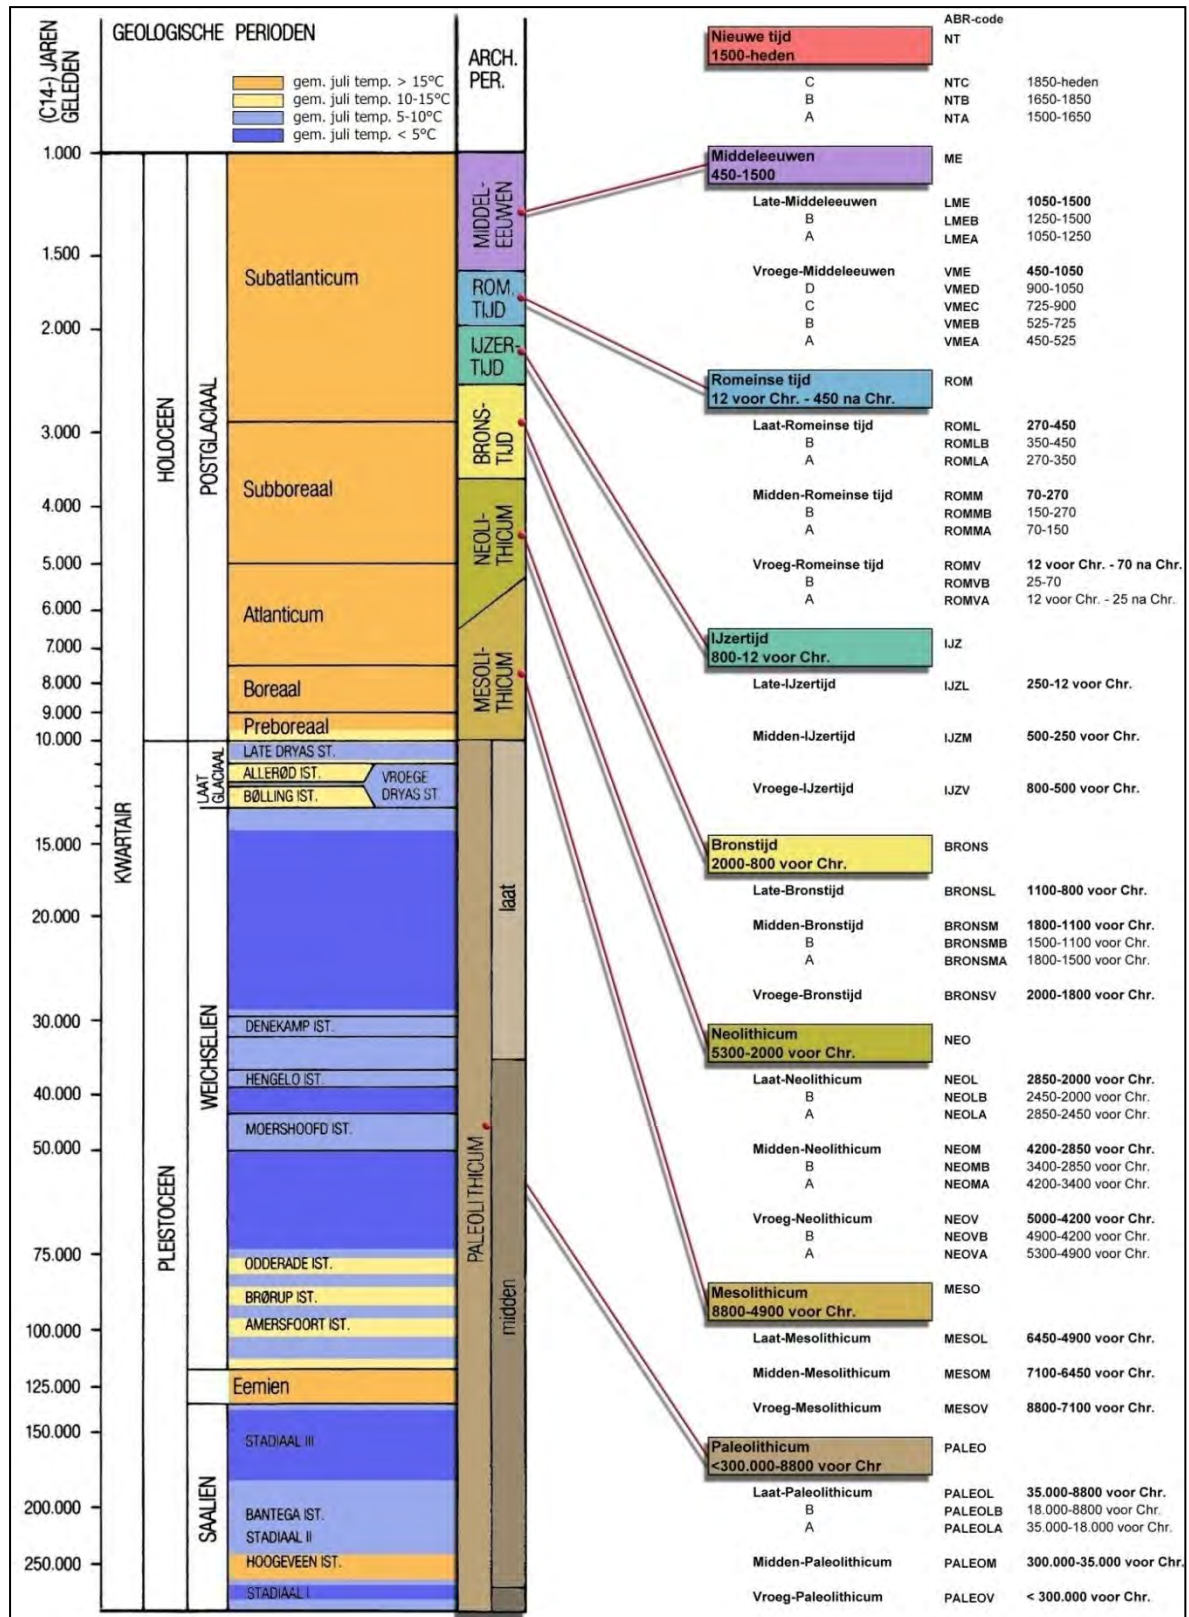 (C14-) JAREN
GELEDEN
GEOLOGISCHE PERIODEN
gem. juli temp. > 15°C
gem. juli temp. 10-15°C
gem. juli temp. 5-10°C
gem. juli temp. < 5°C
ARCH.
PER.
1.000
1.500
2.000
3.000
4.000
5.000
6.000
7.000
8.000
9.000
10.000
15.000
20.000
30.000
40.000
50.000
75.000
100.000
125.000
150.000
200.000
250.000
KWARTAIR
HOLOCEEN
PLEISTOCEEN
POSTGLACIAAL
LAAT
GLACIAAL
WEICHSELIEN
SAALIEN
Subatlanticum
Subboreaal
Atlanticum
Boreaal
Preboreaal
LATE DRYAS ST.
ALLERØD IST.
VROEGE
DRYAS ST
BØLLING IST.
DENEKAMP IST.
HENGELO IST.
MOERSHOOFD IST.
ODDERADE IST.
BRØRUP IST.
AMERSFOORT IST.
Eemien
STADIAAL III
BANTEGA IST.
STADIAAL II
HOOGEVEEN IST.
STADIAAL I
MIDDEL-
EEUWEN
ROM.
TIJD
IJZER-
TIJD
BRONS-
TIJD
NEOLI-
THICUM
MESOLI-
THICUM
PALEOLITHICUM
laat
midden
ABR-code
Nieuwe tijd NT
1500-heden
C NTC 1850-heden
B NTB 1650-1850
A NTA 1500-1650
Middeleeuwen ME
450-1500
Late-Middeleeuwen LME 1050-1500
B LMEB 1250-1500
A LMEA 1050-1250
Vroege-Middeleeuwen VME 450-1050
D VMED 900-1050
C VMEC 725-900
B VMEB 525-725
A VMEA 450-525
Romeinse tijd ROM
12 voor Chr. - 450 na Chr.
Laat-Romeinse tijd ROML 270-450
B ROMLB 350-450
A ROMLA 270-350
Midden-Romeinse tijd ROMM 70-270
B ROMMB 150-270
A ROMMA 70-150
Vroeg-Romeinse tijd ROMV 12 voor Chr. - 70 na Chr.
B ROMVB 25-70
A ROMVA 12 voor Chr. - 25 na Chr.
IJzertijd IJZ
800-12 voor Chr.
Late-IJzertijd IJZL 250-12 voor Chr.
Midden-IJzertijd IJZM 500-250 voor Chr.
Vroege-IJzertijd IJZV 800-500 voor Chr.
Bronstijd BRONS
2000-800 voor Chr.
Late-Bronstijd BRONSL 1100-800 voor Chr.
Midden-Bronstijd BRONSM 1800-1100 voor Chr.
B BRONSMB 1500-1100 voor Chr.
A BRONSMA 1800-1500 voor Chr.
Vroege-Bronstijd BRONSV 2000-1800 voor Chr.
Neolithicum NEO
5300-2000 voor Chr.
Laat-Neolithicum NEOL 2850-2000 voor Chr.
B NEOLB 2450-2000 voor Chr.
A NEOLA 2850-2450 voor Chr.
Midden-Neolithicum NEOM 4200-2850 voor Chr.
B NEOMB 3400-2850 voor Chr.
A NEOMA 4200-3400 voor Chr.
Vroeg-Neolithicum NEOV 5000-4200 voor Chr.
B NEOVB 4900-4200 voor Chr.
A NEOVA 5300-4900 voor Chr.
Mesolithicum MESO
8800-4900 voor Chr.
Laat-Mesolithicum MESOL 6450-4900 voor Chr.
Midden-Mesolithicum MESOM 7100-6450 voor Chr.
Vroeg-Mesolithicum MESOV 8800-7100 voor Chr.
Paleolithicum PALEO
<300.000-8800 voor Chr
Laat-Paleolithicum PALEOL 35.000-8800 voor Chr.
B PALEOLB 18.000-8800 voor Chr.
A PALEOLA 35.000-18.000 voor Chr.
Midden-Paleolithicum PALEOM 300.000-35.000 voor Chr.
Vroeg-Paleolithicum PALEOV < 300.000 voor Chr.